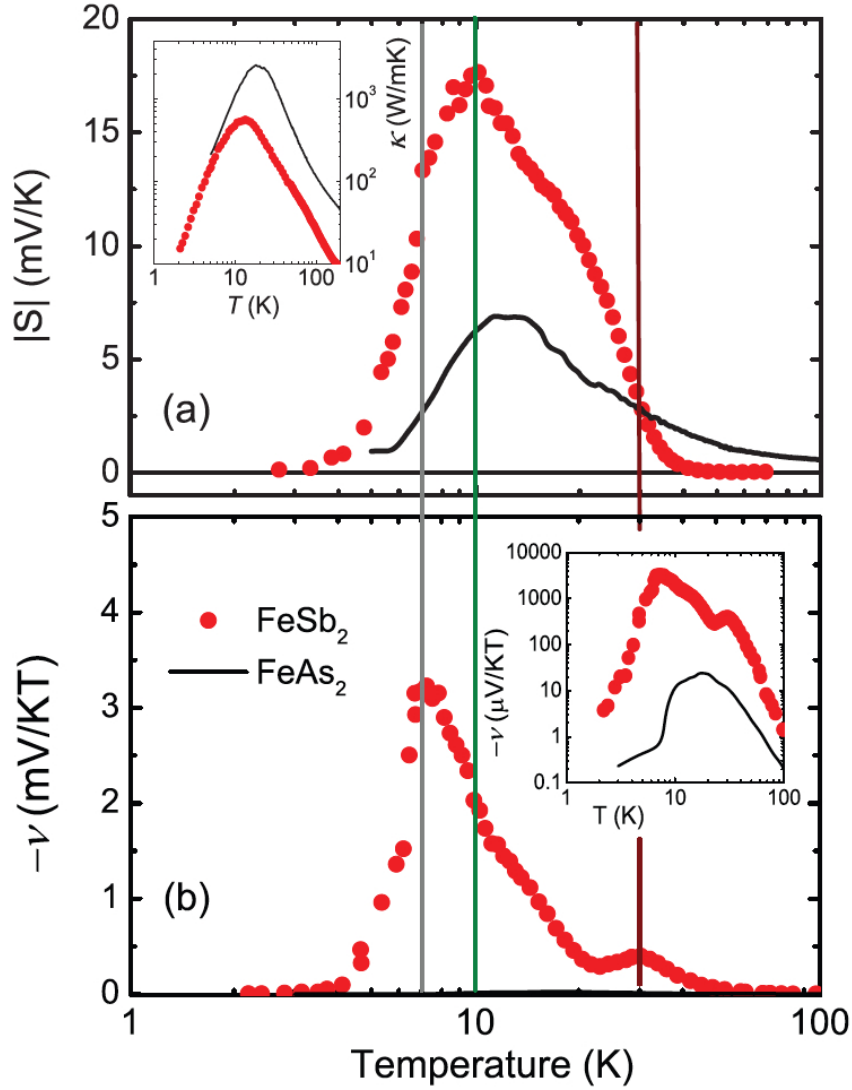 20
15
10
5
0
|S| (mV/K)
(a)
10³
10²
10¹
κ (W/mK)
1 10 100
T (K)
5
4
3
2
1
0
−ν (mV/KT)
FeSb₂
FeAs₂
(b)
10000
1000
100
10
1
0.1
−ν (μV/KT)
1 10 100
T (K)
1 10 100
Temperature (K)